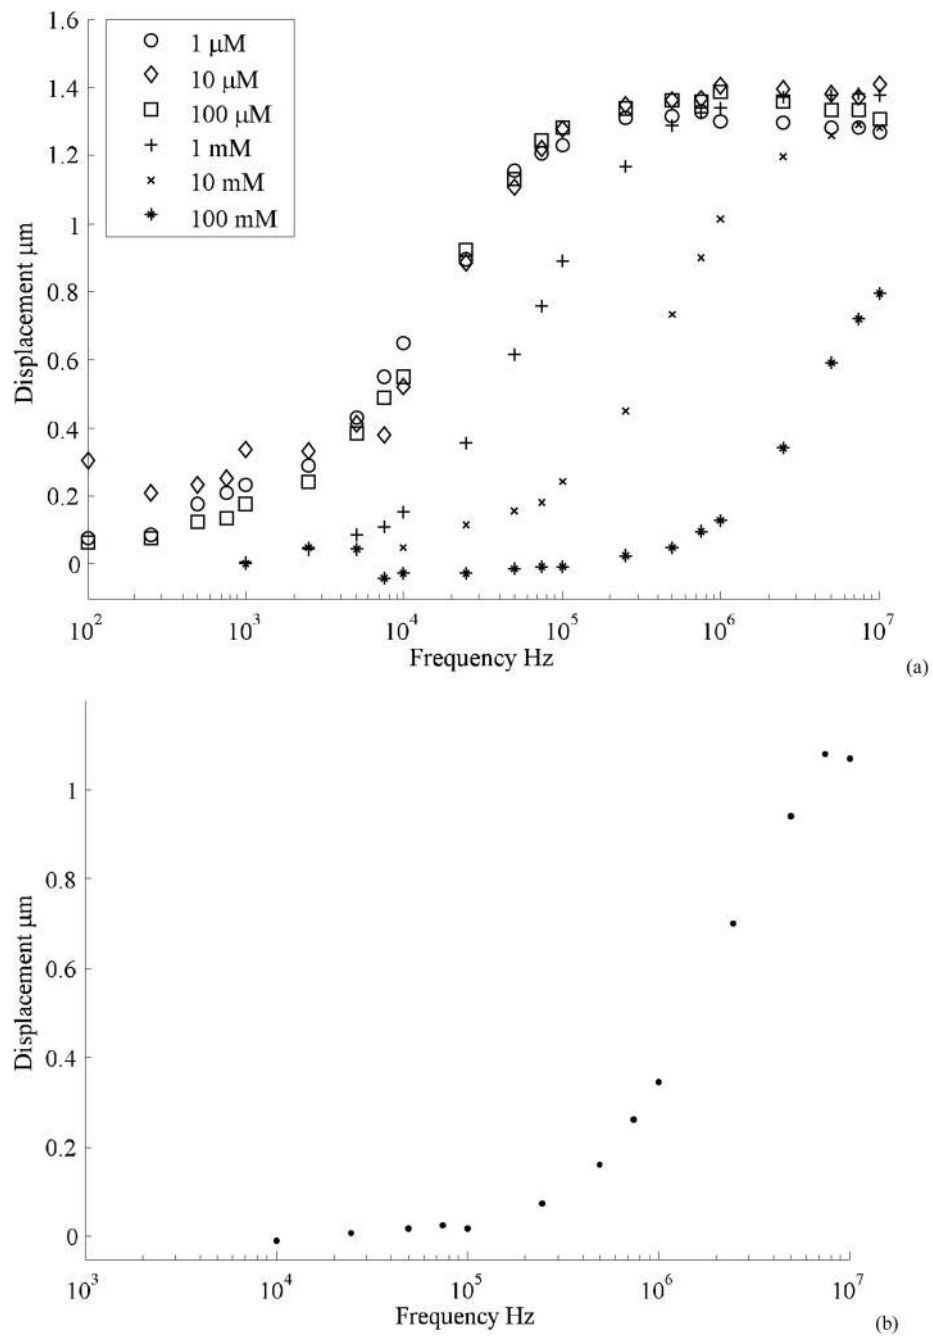 1.6
1 μM
1.4
10 μM
100 μM
1.2
1 mM
10 mM
1
100 mM
Displacement μm
0.8
0.6
0.4
0.2
0
10²
10³
10⁴
10⁵
10⁶
10⁷
Frequency Hz
(a)
1
0.8
Displacement μm
0.6
0.4
0.2
0
10³
10⁴
10⁵
10⁶
10⁷
Frequency Hz
(b)